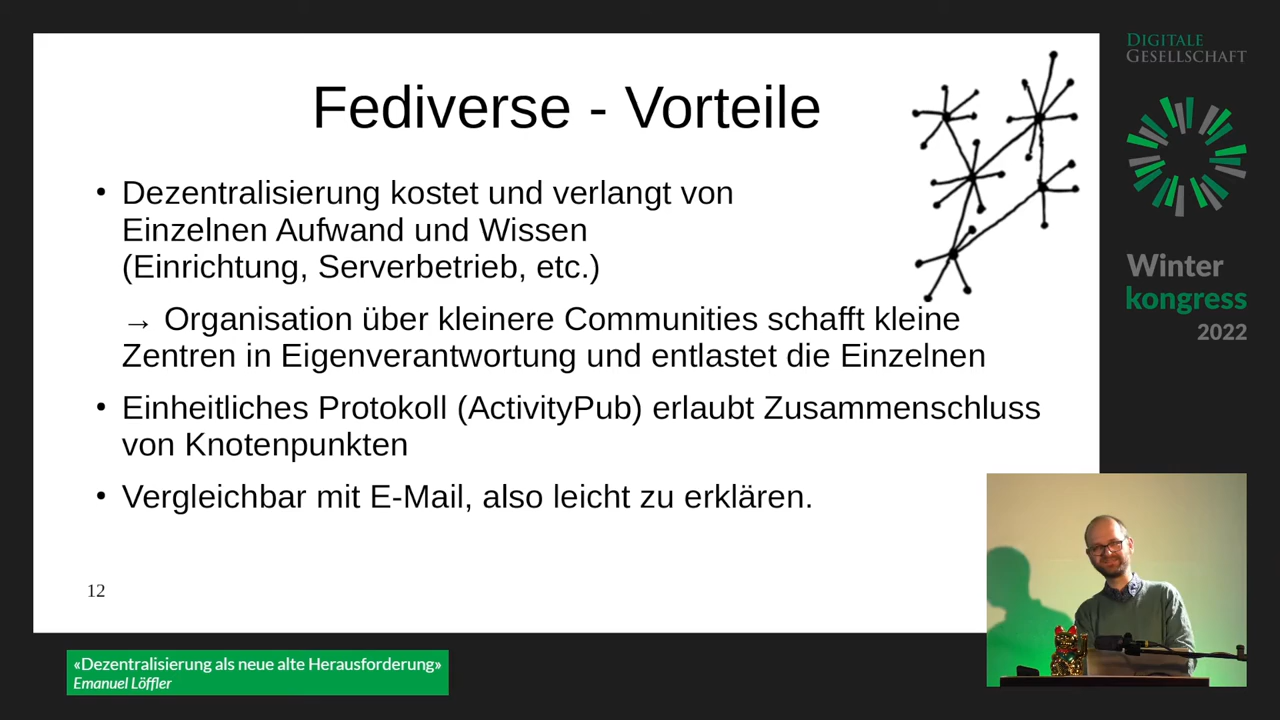 Fediverse - Vorteile
• Dezentralisierung kostet und verlangt von
Einzelnen Aufwand und Wissen
(Einrichtung, Serverbetrieb, etc.)
→ Organisation über kleinere Communities schafft kleine
Zentren in Eigenverantwortung und entlastet die Einzelnen
• Einheitliches Protokoll (ActivityPub) erlaubt Zusammenschluss
von Knotenpunkten
• Vergleichbar mit E-Mail, also leicht zu erklären.
12
DIGITALE
GESELLSCHAFT
Winter
kongress
2022
«Dezentralisierung als neue alte Herausforderung»
Emanuel Löffler